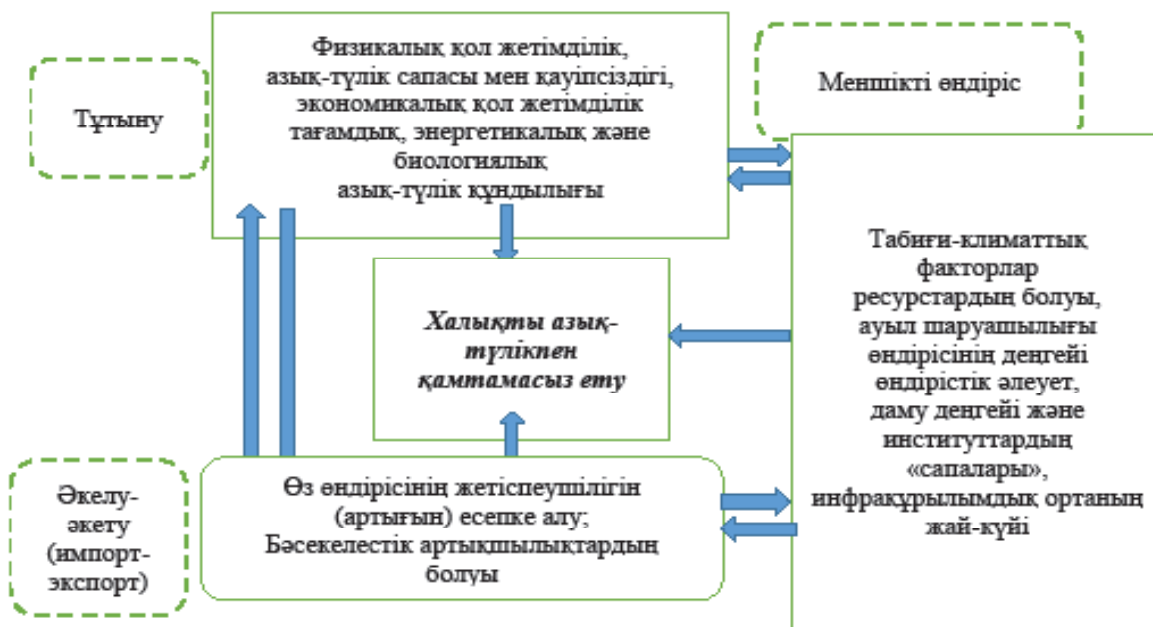 Тұтыну
Физикалық қол жетімділік,
азық-түлік сапасы мен қауіпсіздігі,
экономикалық қол жетімділік
тағамдық, энергетикалық және
биологиялық
азық-түлік құндылығы
Меншікті өндіріс
Халықты азық-
түлікпен
қамтамасыз ету
Табиғи-климаттық
факторлар
ресурстардың болуы,
ауыл шаруашылығы
өндірісінің деңгейі
өндірістік әлеует,
даму деңгейі және
институттардың
«сапалары»,
инфрақұрылымдық ортаның
жай-күйі
Әкелу-
әкету
(импорт-
экспорт)
Өз өндірісінің жетіспеушілігін
(артығын) есепке алу;
Бәсекелестік артықшылықтардың
болуы